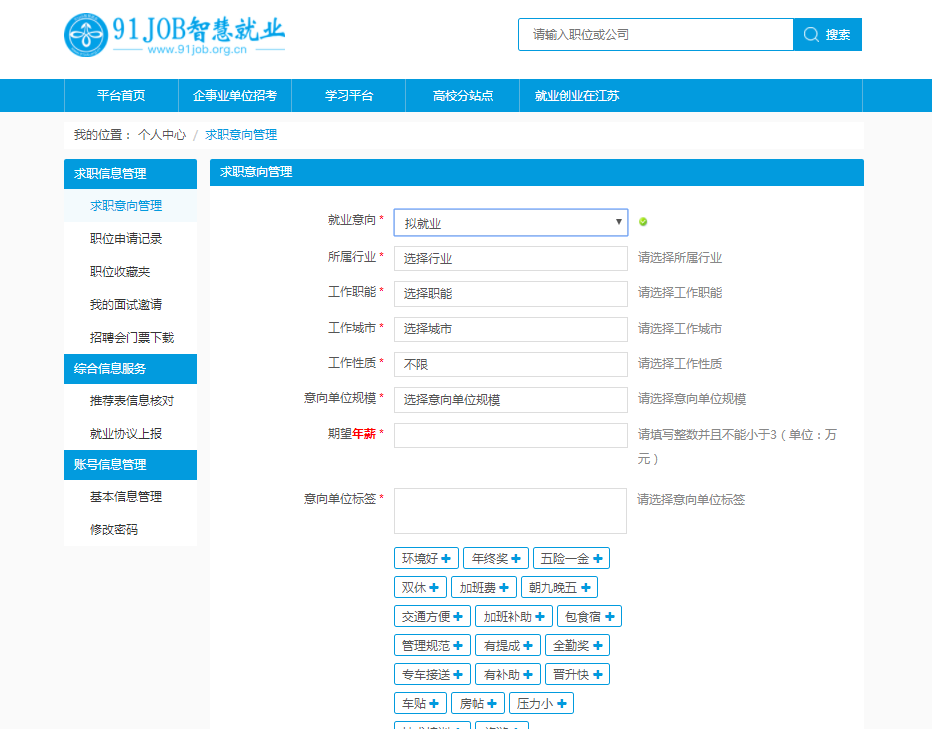 91JOB智慧就业
www.91job.org.cn
请输入职位或公司
搜索
平台首页 企事业单位招考 学习平台 高校分站点 就业创业在江苏
我的位置： 个人中心 / 求职意向管理
求职信息管理
求职意向管理
职位申请记录
职位收藏夹
我的面试邀请
招聘会门票下载
综合信息服务
推荐表信息核对
就业协议上报
账号信息管理
基本信息管理
修改密码
求职意向管理
就业意向* 拟就业
所属行业* 选择行业 请选择所属行业
工作职能* 选择职能 请选择工作职能
工作城市* 选择城市 请选择工作城市
工作性质* 不限 请选择工作性质
意向单位规模* 选择意向单位规模 请选择意向单位规模
期望年薪* 请填写整数并且不能小于3（单位：万
元）
意向单位标签* 请选择意向单位标签
环境好+ 年终奖+ 五险一金+
双休+ 加班费+ 朝九晚五+
交通方便+ 加班补助+ 包食宿+
管理规范+ 有提成+ 全勤奖+
专车接送+ 有补助+ 晋升快+
车贴+ 房帖+ 压力小+